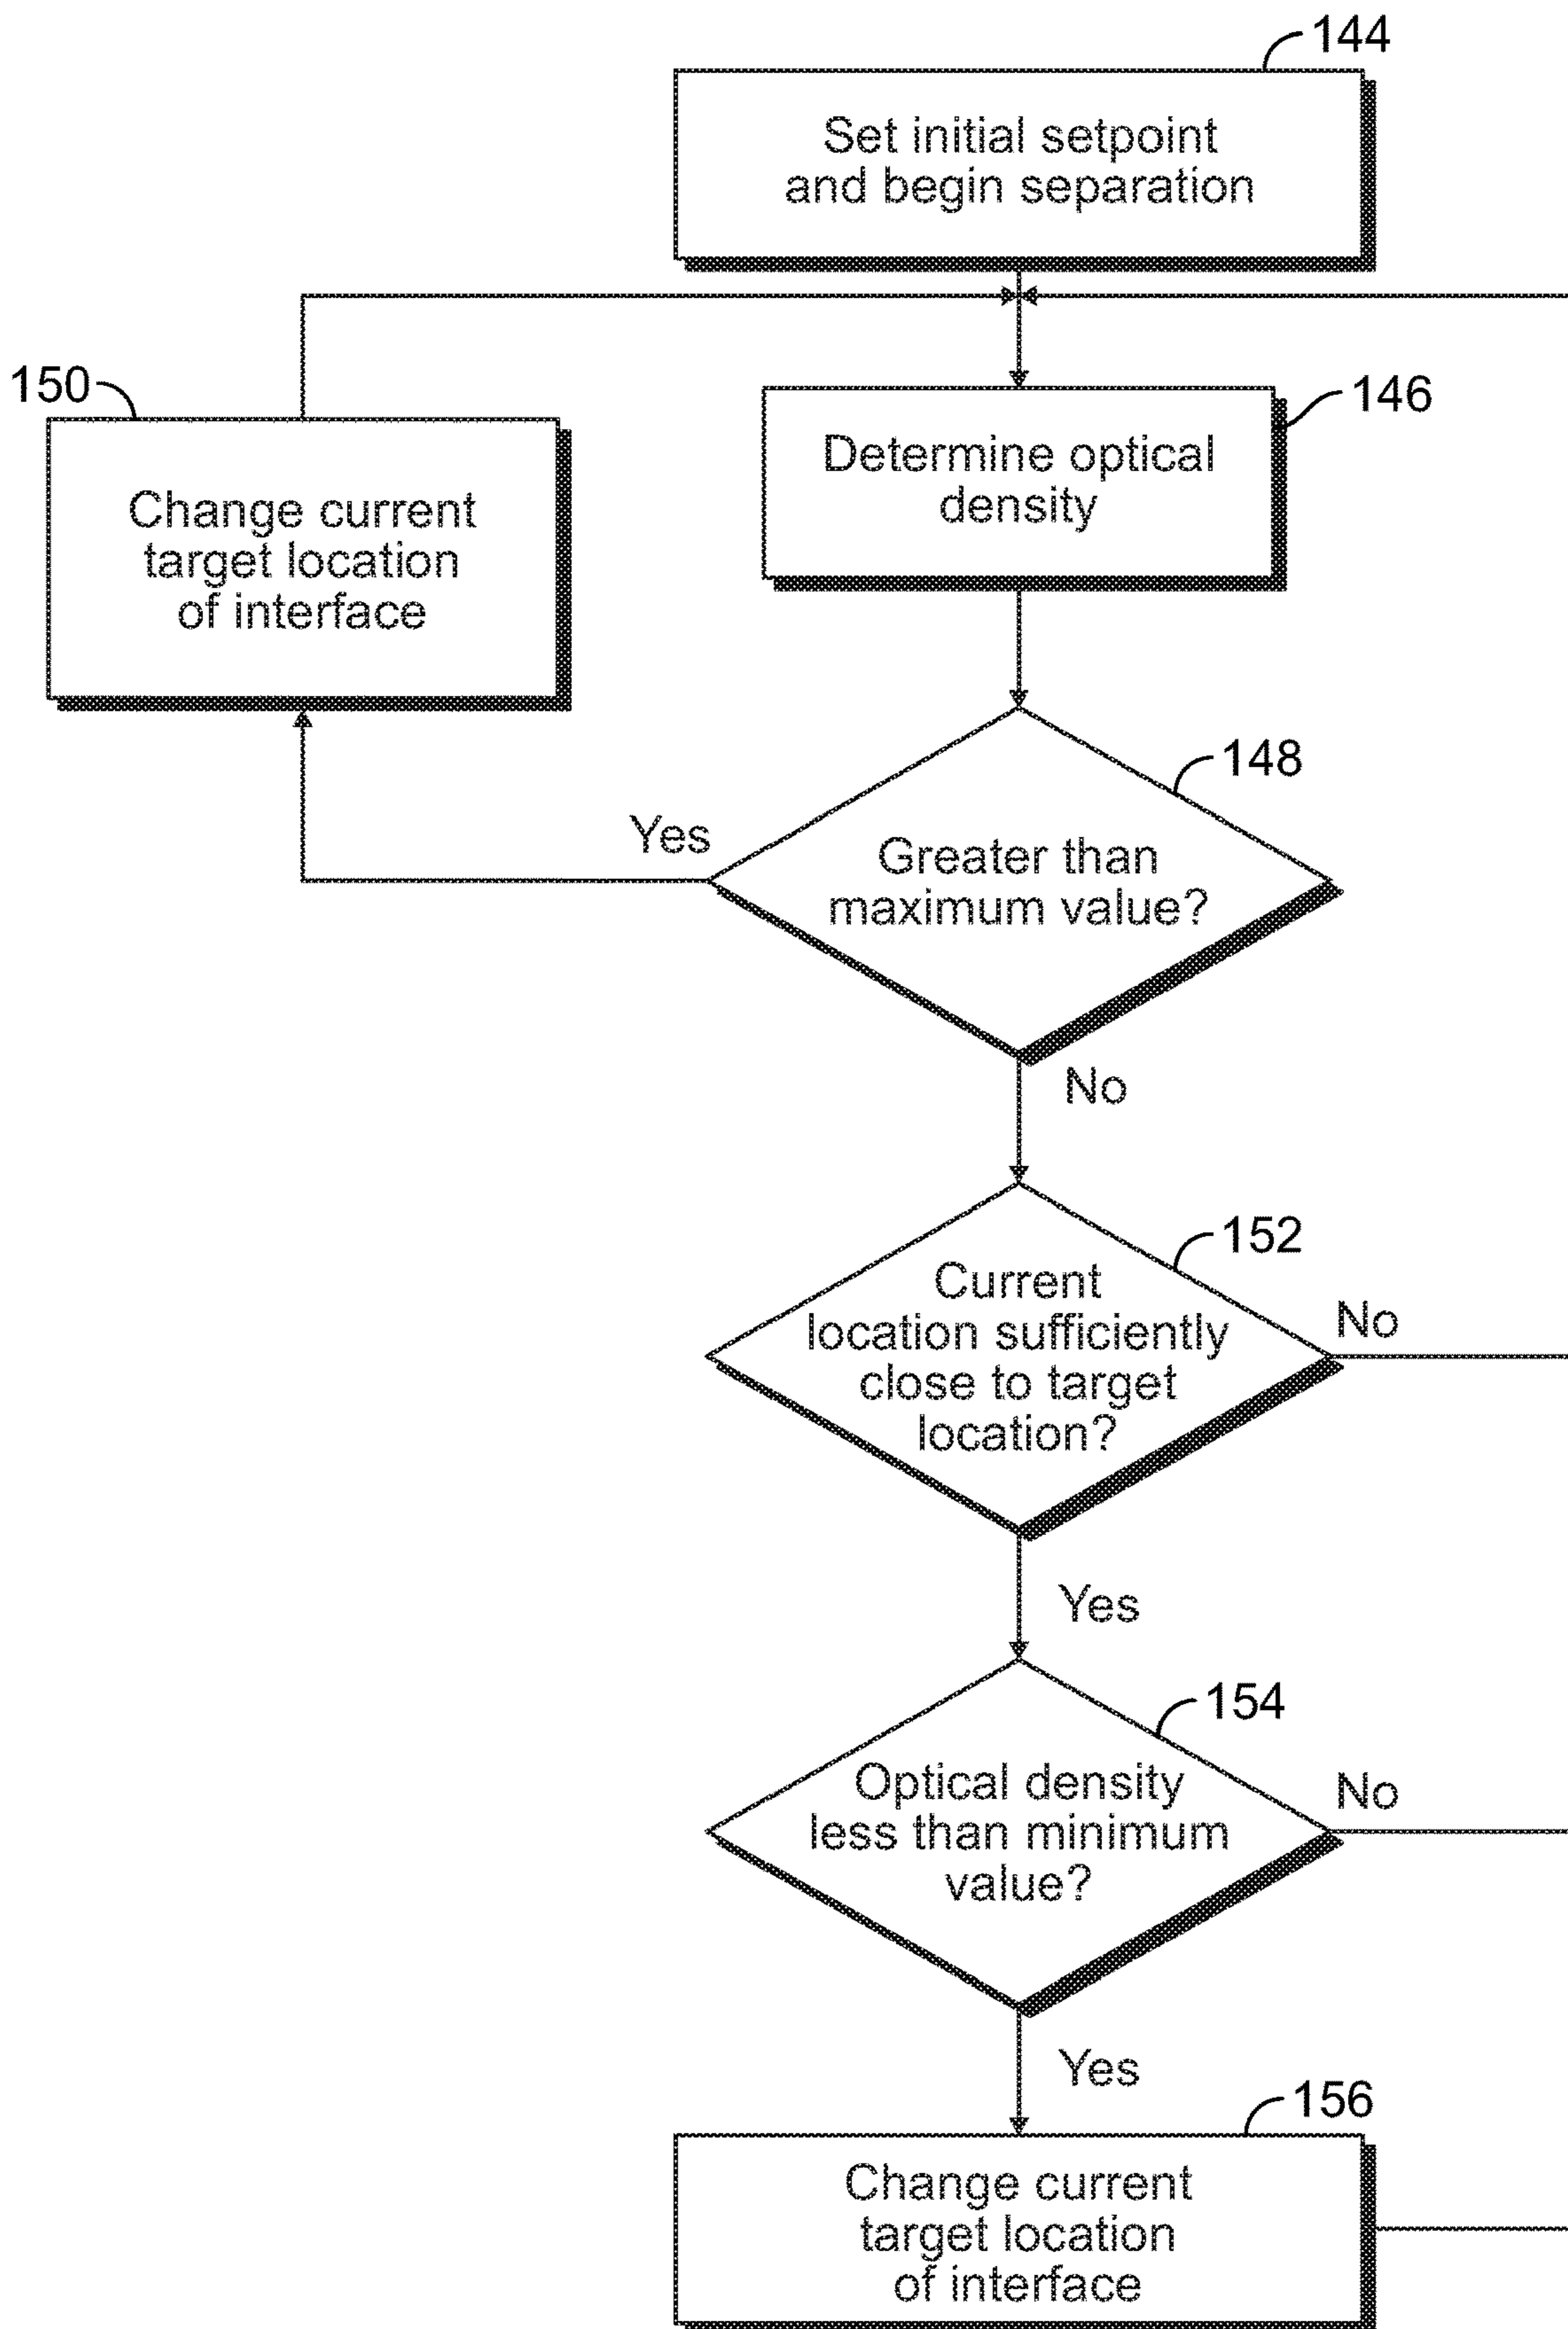 144
Set initial setpoint
and begin separation
150
146
Change current
target location
of interface
Determine optical
density
148
Yes
Greater than
maximum value?
No
152
Current
location sufficiently
close to target
location?
No
Yes
154
Optical density
less than minimum
value?
No
Yes
156
Change current
target location
of interface